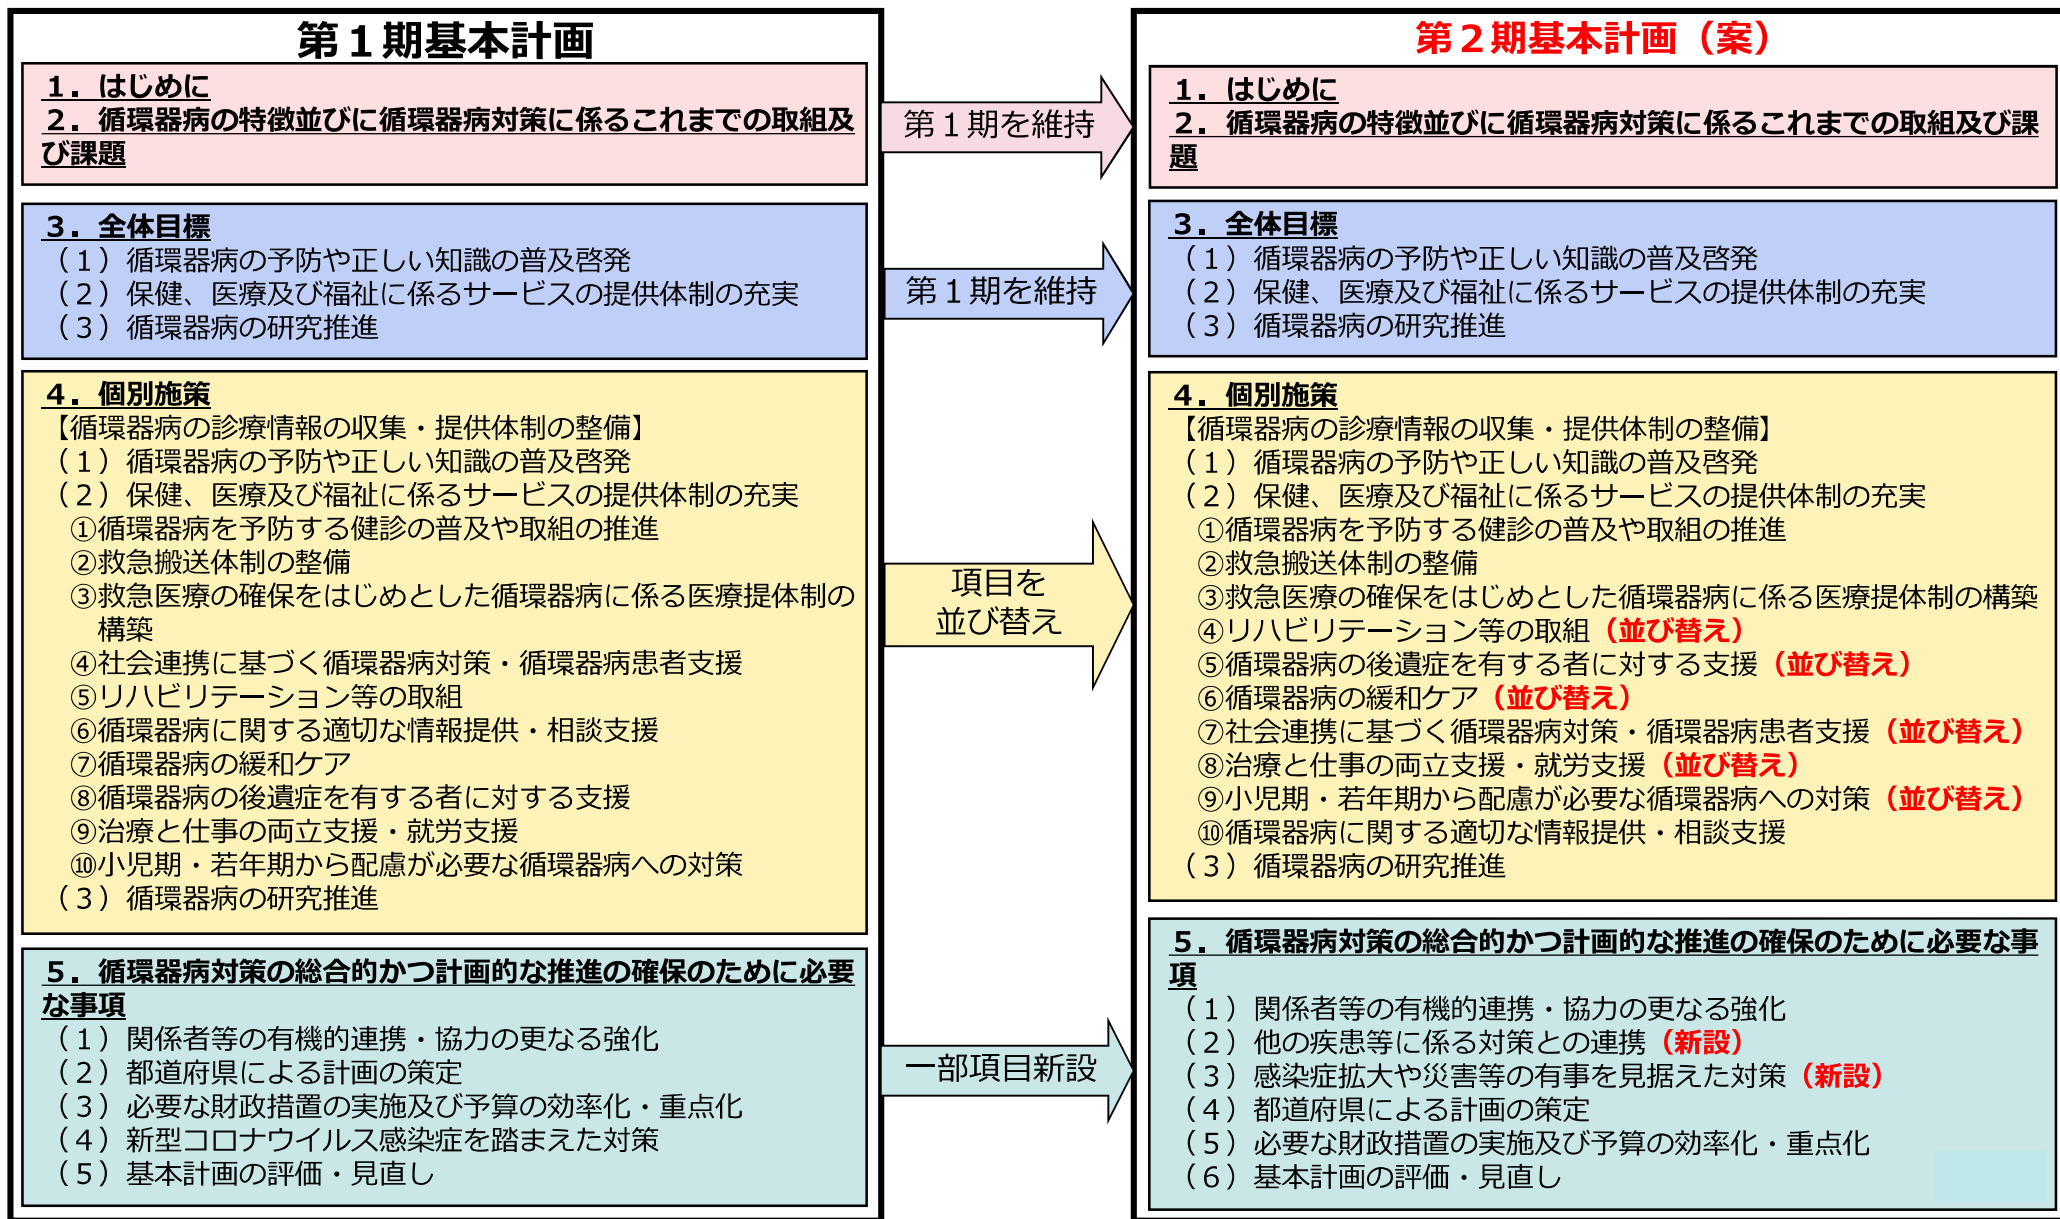 第１期基本計画
１．はじめに
２．循環器病の特徴並びに循環器病対策に係るこれまでの取組及
び課題
３．全体目標
（１）循環器病の予防や正しい知識の普及啓発
（２）保健、医療及び福祉に係るサービスの提供体制の充実
（３）循環器病の研究推進
４．個別施策
【循環器病の診療情報の収集・提供体制の整備】
（１）循環器病の予防や正しい知識の普及啓発
（２）保健、医療及び福祉に係るサービスの提供体制の充実
①循環器病を予防する健診の普及や取組の推進
②救急搬送体制の整備
③救急医療の確保をはじめとした循環器病に係る医療提体制の
構築
④社会連携に基づく循環器病対策・循環器病患者支援
⑤リハビリテーション等の取組
⑥循環器病に関する適切な情報提供・相談支援
⑦循環器病の緩和ケア
⑧循環器病の後遺症を有する者に対する支援
⑨治療と仕事の両立支援・就労支援
⑩小児期・若年期から配慮が必要な循環器病への対策
（３）循環器病の研究推進
５．循環器病対策の総合的かつ計画的な推進の確保のために必要
な事項
（１）関係者等の有機的連携・協力の更なる強化
（２）都道府県による計画の策定
（３）必要な財政措置の実施及び予算の効率化・重点化
（４）新型コロナウイルス感染症を踏まえた対策
（５）基本計画の評価・見直し
第１期を維持
第１期を維持
項目を
並び替え
一部項目新設
第２期基本計画（案）
１．はじめに
２．循環器病の特徴並びに循環器病対策に係るこれまでの取組及び課
題
３．全体目標
（１）循環器病の予防や正しい知識の普及啓発
（２）保健、医療及び福祉に係るサービスの提供体制の充実
（３）循環器病の研究推進
４．個別施策
【循環器病の診療情報の収集・提供体制の整備】
（１）循環器病の予防や正しい知識の普及啓発
（２）保健、医療及び福祉に係るサービスの提供体制の充実
①循環器病を予防する健診の普及や取組の推進
②救急搬送体制の整備
③救急医療の確保をはじめとした循環器病に係る医療提体制の構築
④リハビリテーション等の取組（並び替え）
⑤循環器病の後遺症を有する者に対する支援（並び替え）
⑥循環器病の緩和ケア（並び替え）
⑦社会連携に基づく循環器病対策・循環器病患者支援（並び替え）
⑧治療と仕事の両立支援・就労支援（並び替え）
⑨小児期・若年期から配慮が必要な循環器病への対策（並び替え）
⑩循環器病に関する適切な情報提供・相談支援
（３）循環器病の研究推進
５．循環器病対策の総合的かつ計画的な推進の確保のために必要な事
項
（１）関係者等の有機的連携・協力の更なる強化
（２）他の疾患等に係る対策との連携（新設）
（３）感染症拡大や災害等の有事を見据えた対策（新設）
（４）都道府県による計画の策定
（５）必要な財政措置の実施及び予算の効率化・重点化
（６）基本計画の評価・見直し